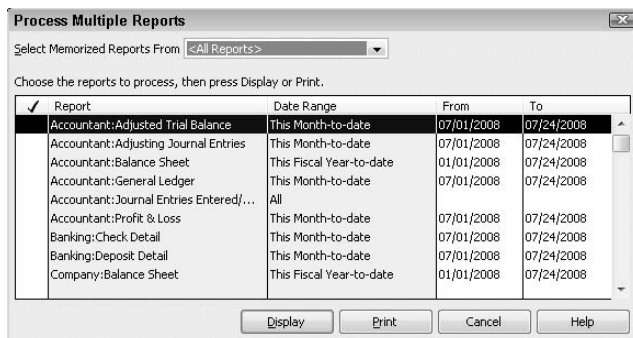 Process Multiple Reports
Select Memorized Reports From <All Reports>
Choose the reports to process, then press Display or Print.
✓ Report Date Range From To
Accountant:Adjusted Trial Balance This Month-to-date 07/01/2008 07/24/2008
Accountant:Adjusting Journal Entries This Month-to-date 07/01/2008 07/24/2008
Accountant:Balance Sheet This Fiscal Year-to-date 01/01/2008 07/24/2008
Accountant:General Ledger This Month-to-date 07/01/2008 07/24/2008
Accountant:Journal Entries Entered/... All
Accountant:Profit & Loss This Month-to-date 07/01/2008 07/24/2008
Banking:Check Detail This Month-to-date 07/01/2008 07/24/2008
Banking:Deposit Detail This Month-to-date 07/01/2008 07/24/2008
Company:Balance Sheet This Fiscal Year-to-date 01/01/2008 07/24/2008
Display Print Cancel Help